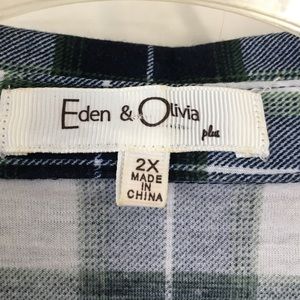 Eden & Olivia
plus
2X
MADE
IN
CHINA